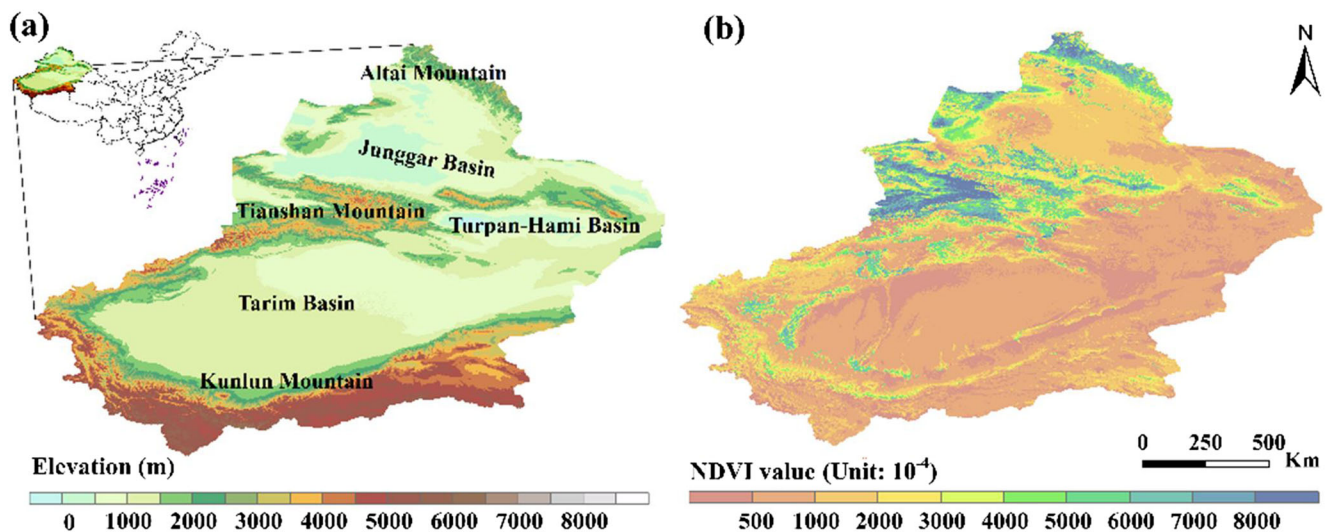 (a)
Altai Mountain
Junggar Basin
Tianshan Mountain
Turpan-Hami Basin
Tarim Basin
Kunlun Mountain
Elevation (m)
0 1000 2000 3000 4000 5000 6000 7000 8000
(b)
N
0 250 500
Km
NDVI value (Unit: 10⁻⁴)
500 1000 2000 3000 4000 5000 6000 7000 8000